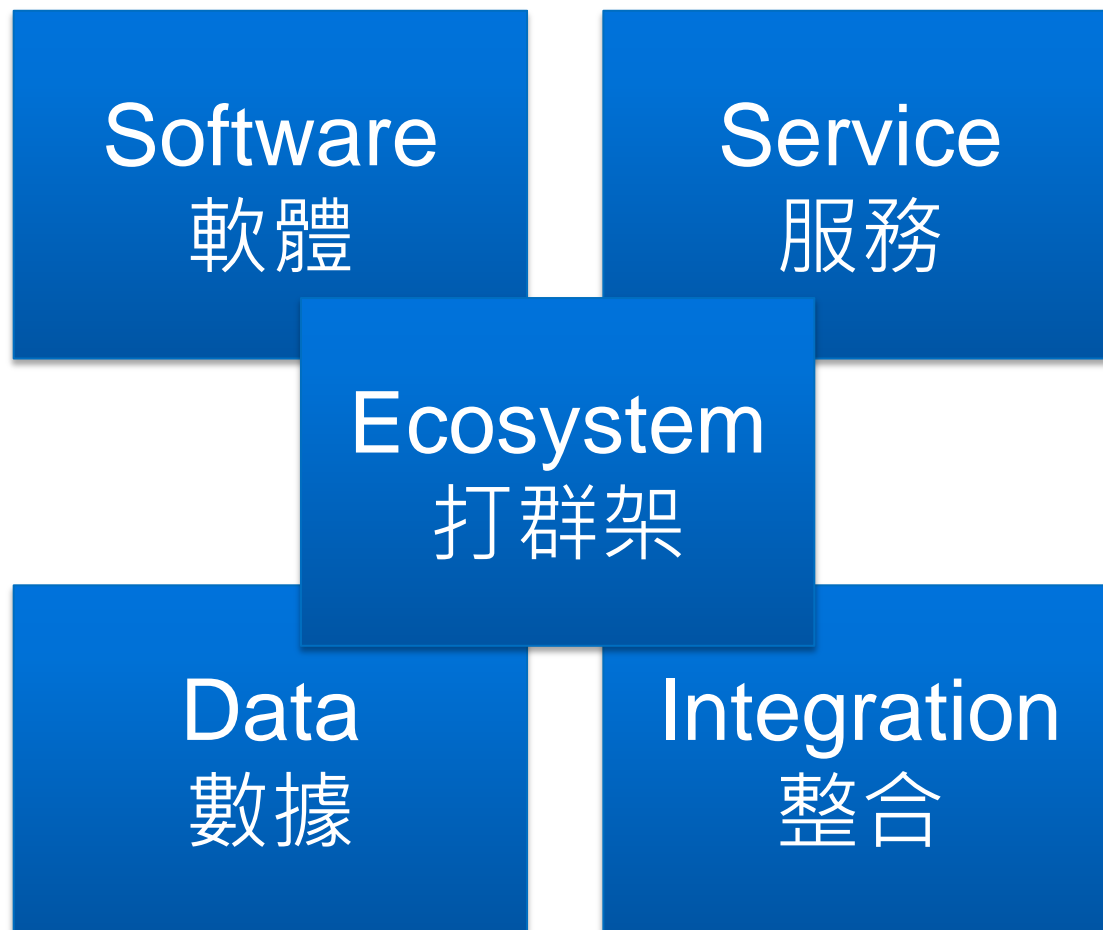 Software
軟體
Service
服務
Ecosystem
打群架
Data
數據
Integration
整合